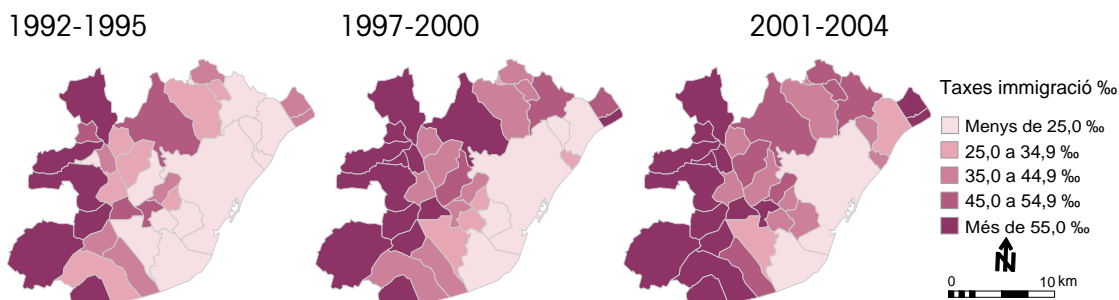 1992-1995
1997-2000
2001-2004
Taxes immigració ‰
Menys de 25,0 ‰
25,0 a 34,9 ‰
35,0 a 44,9 ‰
45,0 a 54,9 ‰
Més de 55,0 ‰
N
0 10 km